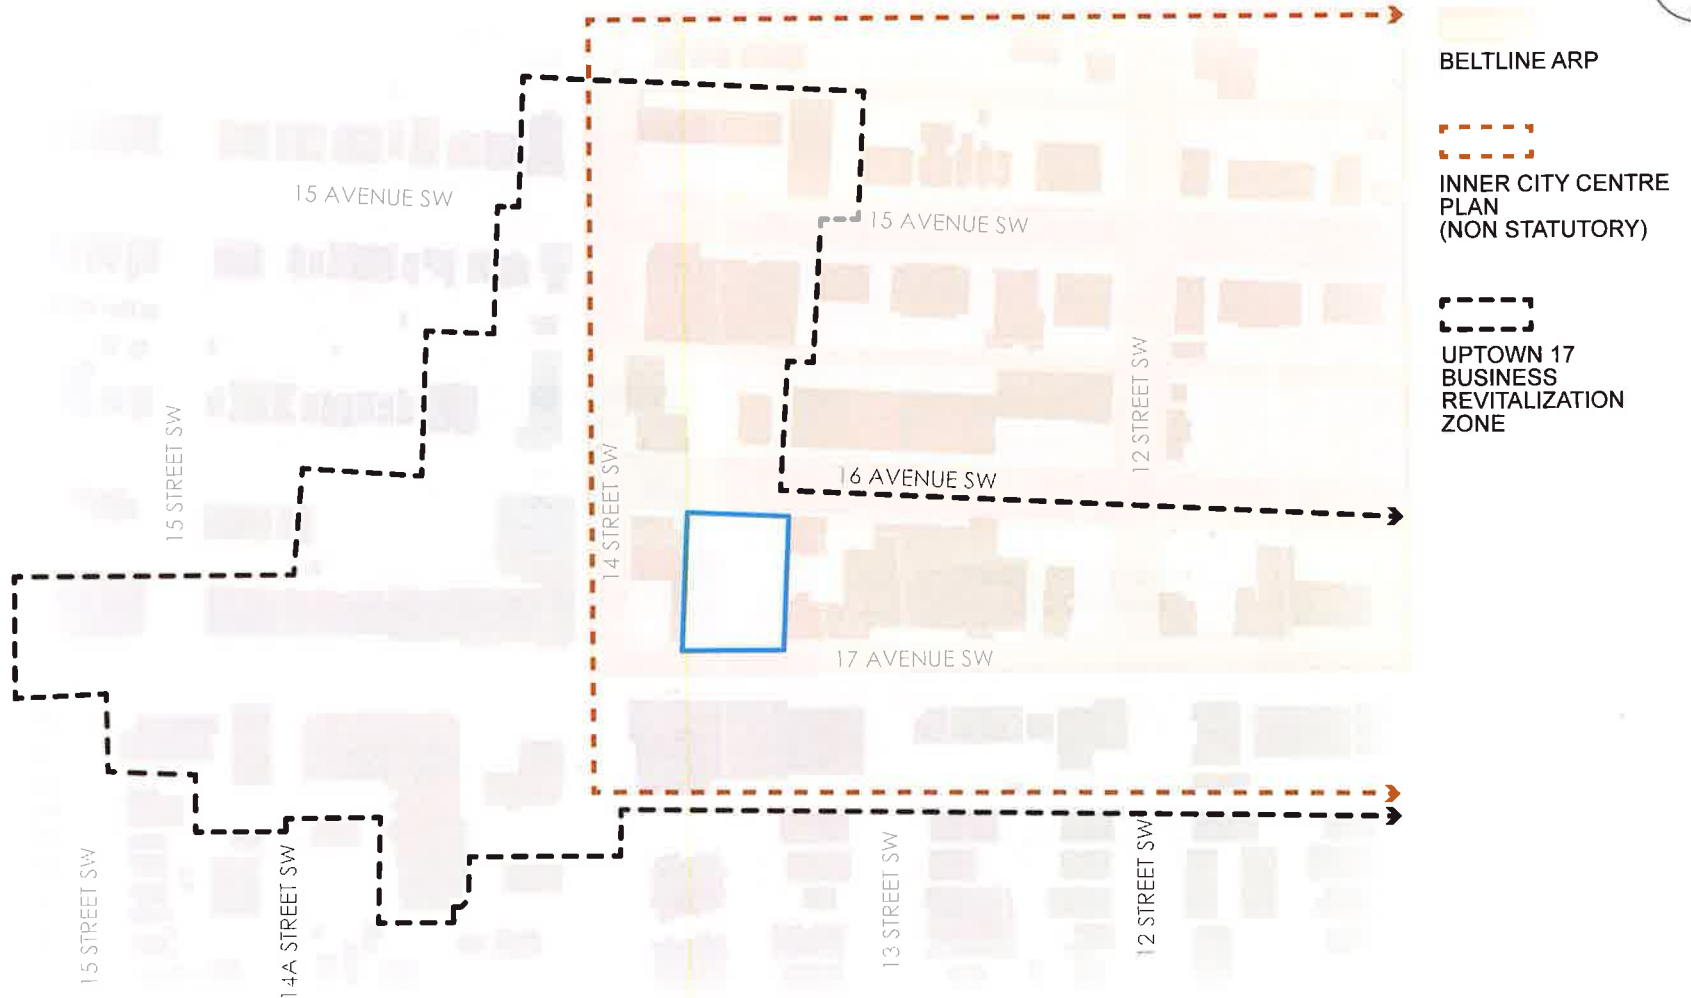 BELTLINE ARP
INNER CITY CENTRE
PLAN
(NON STATUTORY)
UPTOWN 17
BUSINESS
REVITALIZATION
ZONE
15 AVENUE SW
15 AVENUE SW
12 STREET SW
15 STREET SW
14 STREET SW
16 AVENUE SW
17 AVENUE SW
15 STREET SW
14A STREET SW
13 STREET SW
12 STREET SW